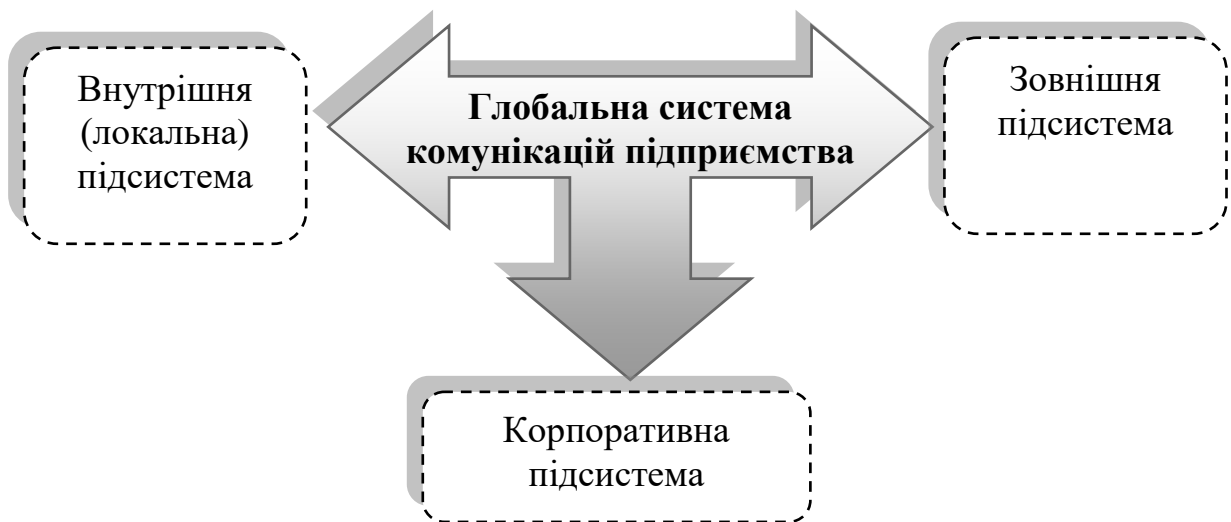 Внутрішня
(локальна)
підсистема
Глобальна система
комунікацій підприємства
Зовнішня
підсистема
Корпоративна
підсистема